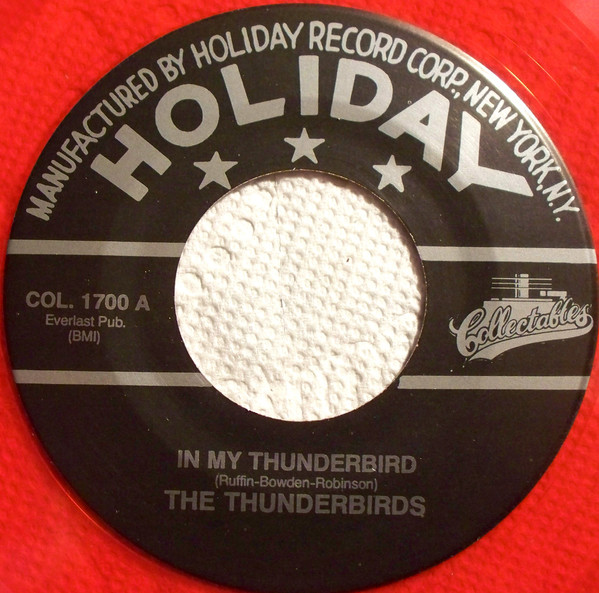 MANUFACTURED BY HOLIDAY RECORD CORP., NEW YORK, N.Y.
HOLIDAY
COL. 1700 A
Everlast Pub.
(BMI)
Collectables
IN MY THUNDERBIRD
(Ruffin-Bowden-Robinson)
THE THUNDERBIRDS